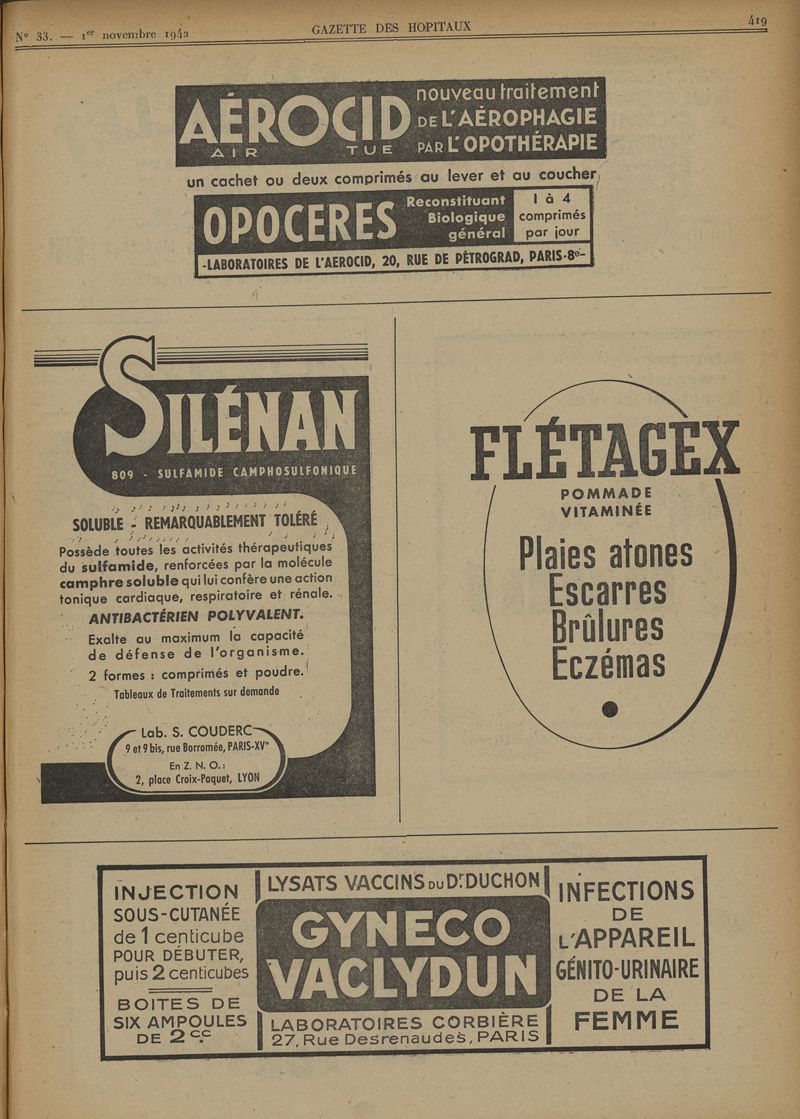 N° 33. — 1er novembre 1942
GAZETTE DES HOPITAUX
419
AÉROCID
AIR TUE
nouveau traitement
DE L'AÉROPHAGIE
PAR L'OPOTHÉRAPIE
un cachet ou deux comprimés au lever et au coucher
OPOCERES
Reconstituant
Biologique
général
1 à 4
comprimés
par jour
-LABORATOIRES DE L'AEROCID, 20, RUE DE PÉTROGRAD, PARIS-8e-
SILÉNAN
809 - SULFAMIDE CAMPHOSULFONIQUE
SOLUBLE - REMARQUABLEMENT TOLÉRÉ
Possède toutes les activités thérapeutiques
du sulfamide, renforcées par la molécule
camphre soluble qui lui confère une action
tonique cardiaque, respiratoire et rénale.
ANTIBACTÉRIEN POLYVALENT.
Exalte au maximum la capacité
de défense de l'organisme.
2 formes : comprimés et poudre.
Tableaux de Traitements sur demande
Lab. S. COUDERC
9 et 9 bis, rue Borromée, PARIS-XVe
En Z. N. O. :
2, place Croix-Paquet, LYON
FLÉTAGEX
POMMADE
VITAMINÉE
Plaies atones
Escarres
Brûlures
Eczémas
INJECTION
SOUS-CUTANÉE
de 1 centicube
POUR DÉBUTER,
puis 2 centicubes
BOITES DE
SIX AMPOULES
DE 2cc.
LYSATS VACCINS DU Dr. DUCHON
GYNECO
VACLYDUN
LABORATOIRES CORBIÈRE
27, Rue Desrenaudes, PARIS
INFECTIONS
DE
L'APPAREIL
GÉNITO-URINAIRE
DE LA
FEMME